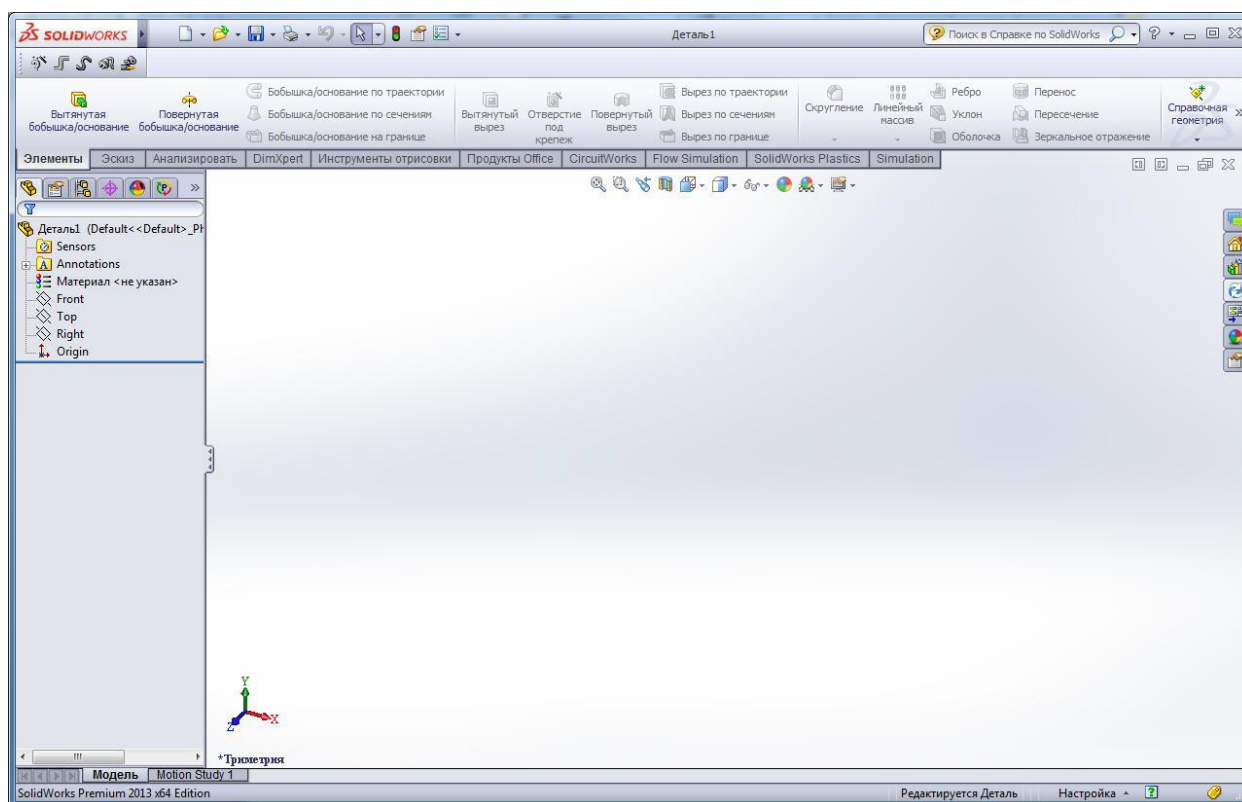 SOLIDWORKS
Деталь1
Поиск в Справке по SolidWorks
Вытянутая бобышка/основание
Повернутая бобышка/основание
Бобышка/основание по траектории
Бобышка/основание по сечениям
Бобышка/основание на границе
Вытянутый вырез
Отверстие под крепеж
Повернутый вырез
Вырез по траектории
Вырез по сечениям
Вырез по границе
Скругление
Линейный массив
Ребро
Уклон
Оболочка
Перенос
Пересечение
Зеркальное отражение
Справочная геометрия
Элементы Эскиз Анализировать DimXpert Инструменты отрисовки Продукты Office CircuitWorks Flow Simulation SolidWorks Plastics Simulation
Деталь1 (Default<<Default>_Ph
Sensors
Annotations
Материал <не указан>
Front
Top
Right
Origin
Y
X
Z
*Триметрия
Модель Motion Study 1
SolidWorks Premium 2013 x64 Edition
Редактируется Деталь
Настройка